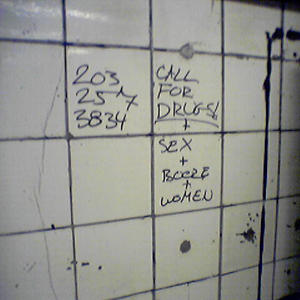 203
257
3834
CALL
FOR
DRUGS!
+
SEX
+
BOOZE
+
WOMEN